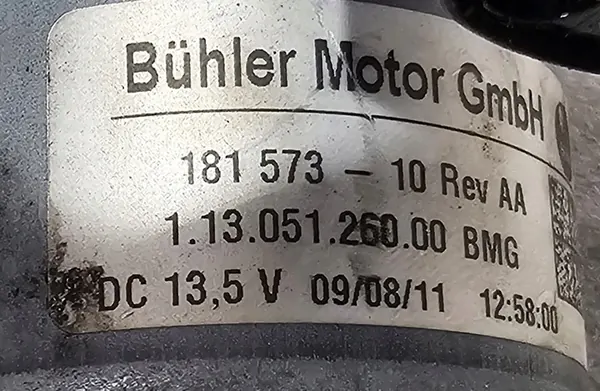 Bühler Motor GmbH
181 573 – 10 Rev AA
1.13.051.260.00 BMG
DC 13,5 V 09/08/11 12:58:00